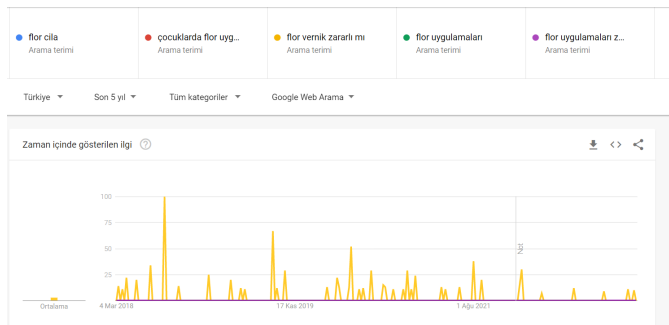 flor cila
Arama terimi
çocuklarda florr uyg...
Arama terimi
flor vernik zararlı mı
Arama terimi
flor uygulamaları
Arama terimi
flor uygulamaları z...
Arama terimi
Türkiye
Son 5 yıl
Tüm kategoriler
Google Web Arama
Zaman içinde gösterilen ilgi
100
75
50
25
Not
Ortalama
4 Mar 2018
17 Kas 2019
1 Ağu 2021